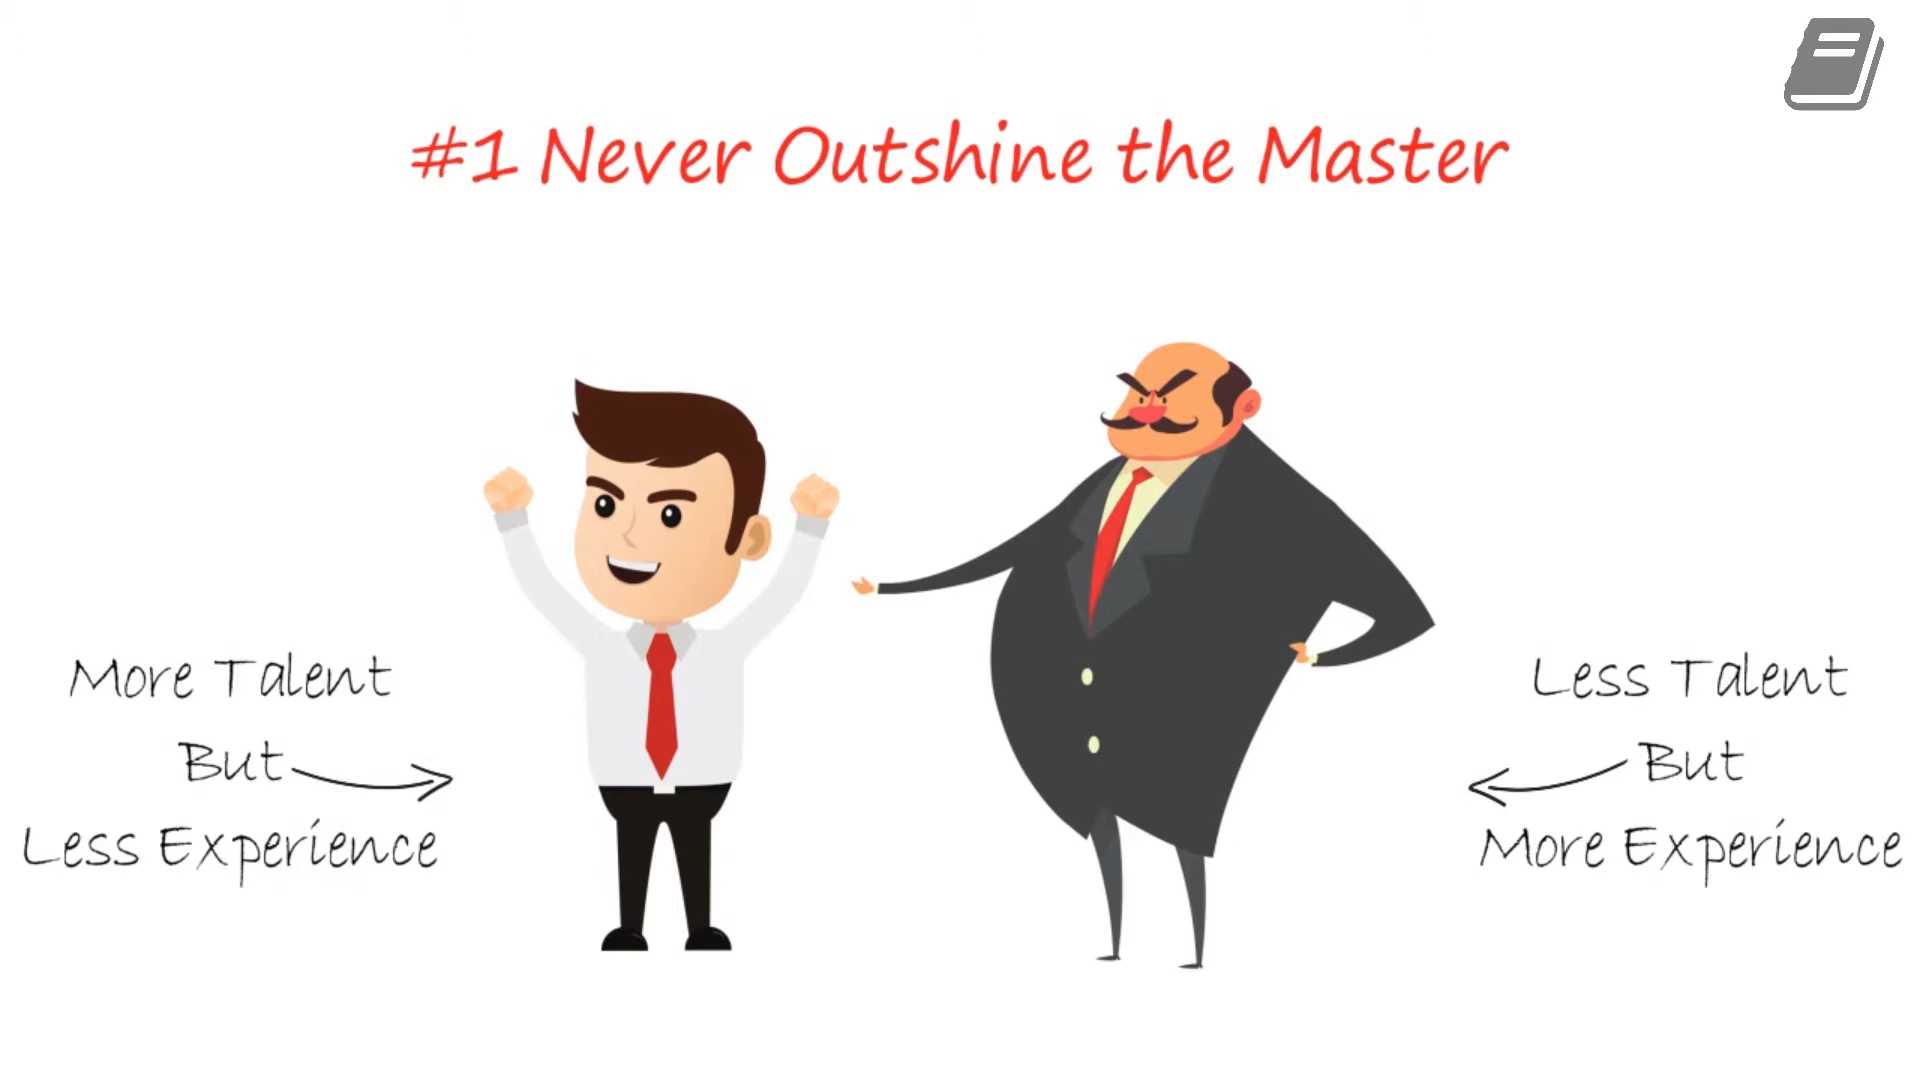 #1 Never Outshine the Master
More Talent
But
Less Experience
Less Talent
But
More Experience